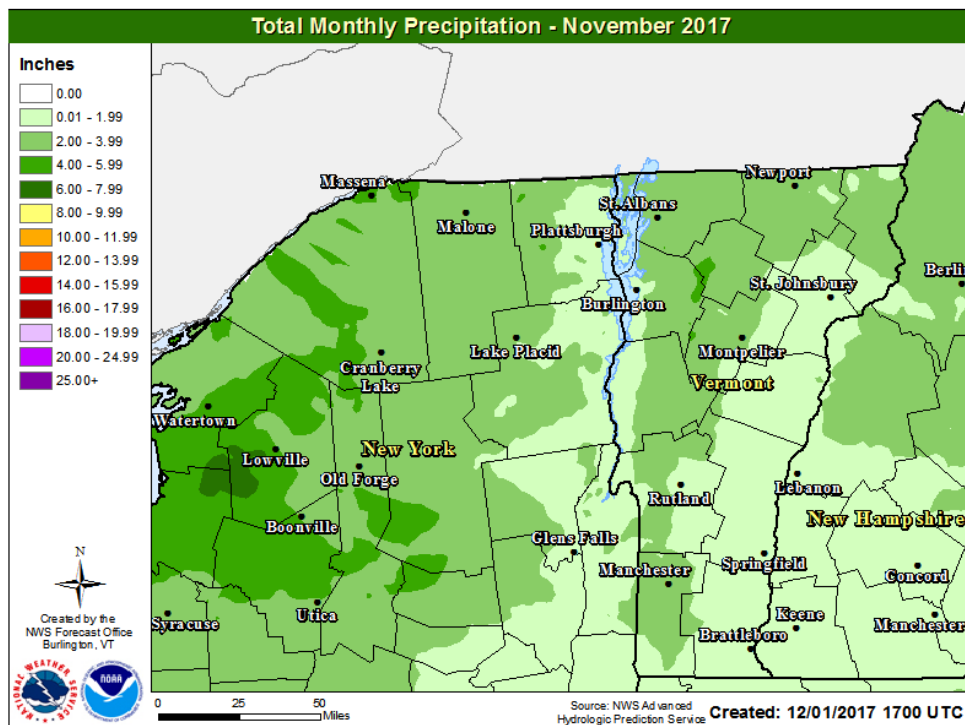 Total Monthly Precipitation - November 2017
Inches
0.00
0.01 - 1.99
2.00 - 3.99
4.00 - 5.99
6.00 - 7.99
8.00 - 9.99
10.00 - 11.99
12.00 - 13.99
14.00 - 15.99
16.00 - 17.99
18.00 - 19.99
20.00 - 24.99
25.00+
Massena
Malone
Plattsburgh
St. Albans
Newport
Burlington
St. Johnsbury
Berlin
Lake Placid
Montpelier
Cranberry
Lake
Vermont
Watertown
Lowville
New York
Old Forge
Rutland
Lebanon
Boonville
New Hampshire
Glens Falls
Manchester
Springfield
Concord
Utica
Syracuse
Keene
Manchester
Brattleboro
N
Created by the
NWS Forecast Office
Burlington, VT
NATIONAL WEATHER SERVICE
NOAA
0 25 50
Miles
Source: NWS Advanced
Hydrologic Prediction Service
Created: 12/01/2017 1700 UTC